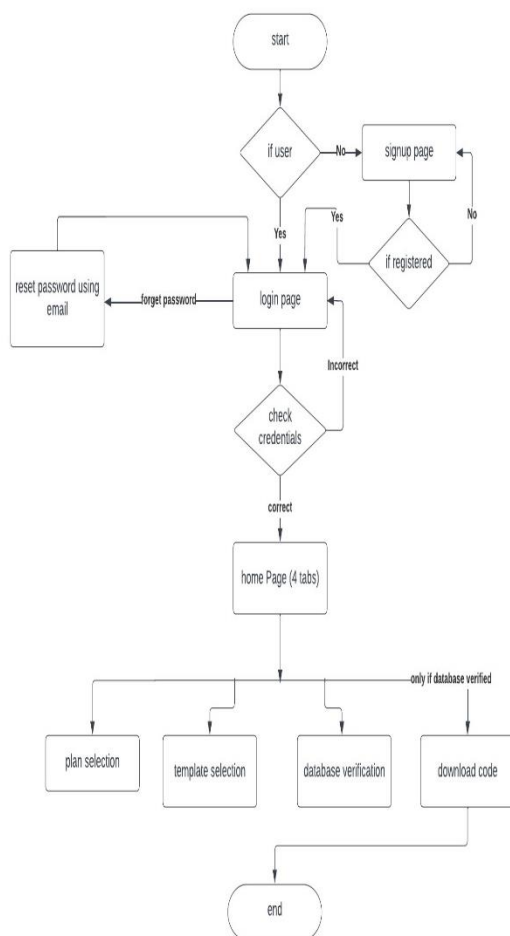 start
if user
No
signup page
Yes
No
Yes
if registered
reset password using
email
forget password
login page
Incorrect
check
credentials
correct
home Page (4 tabs)
only if database verified
plan selection
template selection
database verification
download code
end